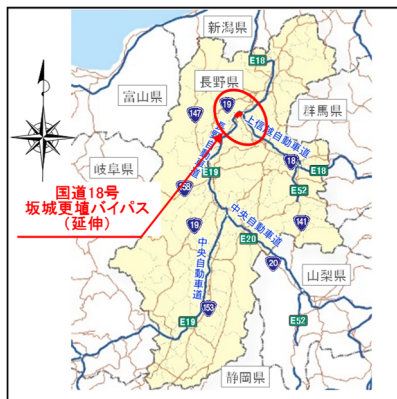 新潟県
E18
富山県
長野県
147
19
群馬県
上信越自動車道
長野自動車道
岐阜県
18
E18
E19
158
E52
国道18号
坂城更埴バイパス
(延伸)
19
中央自動車道
141
E20
中央自動車道
20
山梨県
E19
153
E52
静岡県